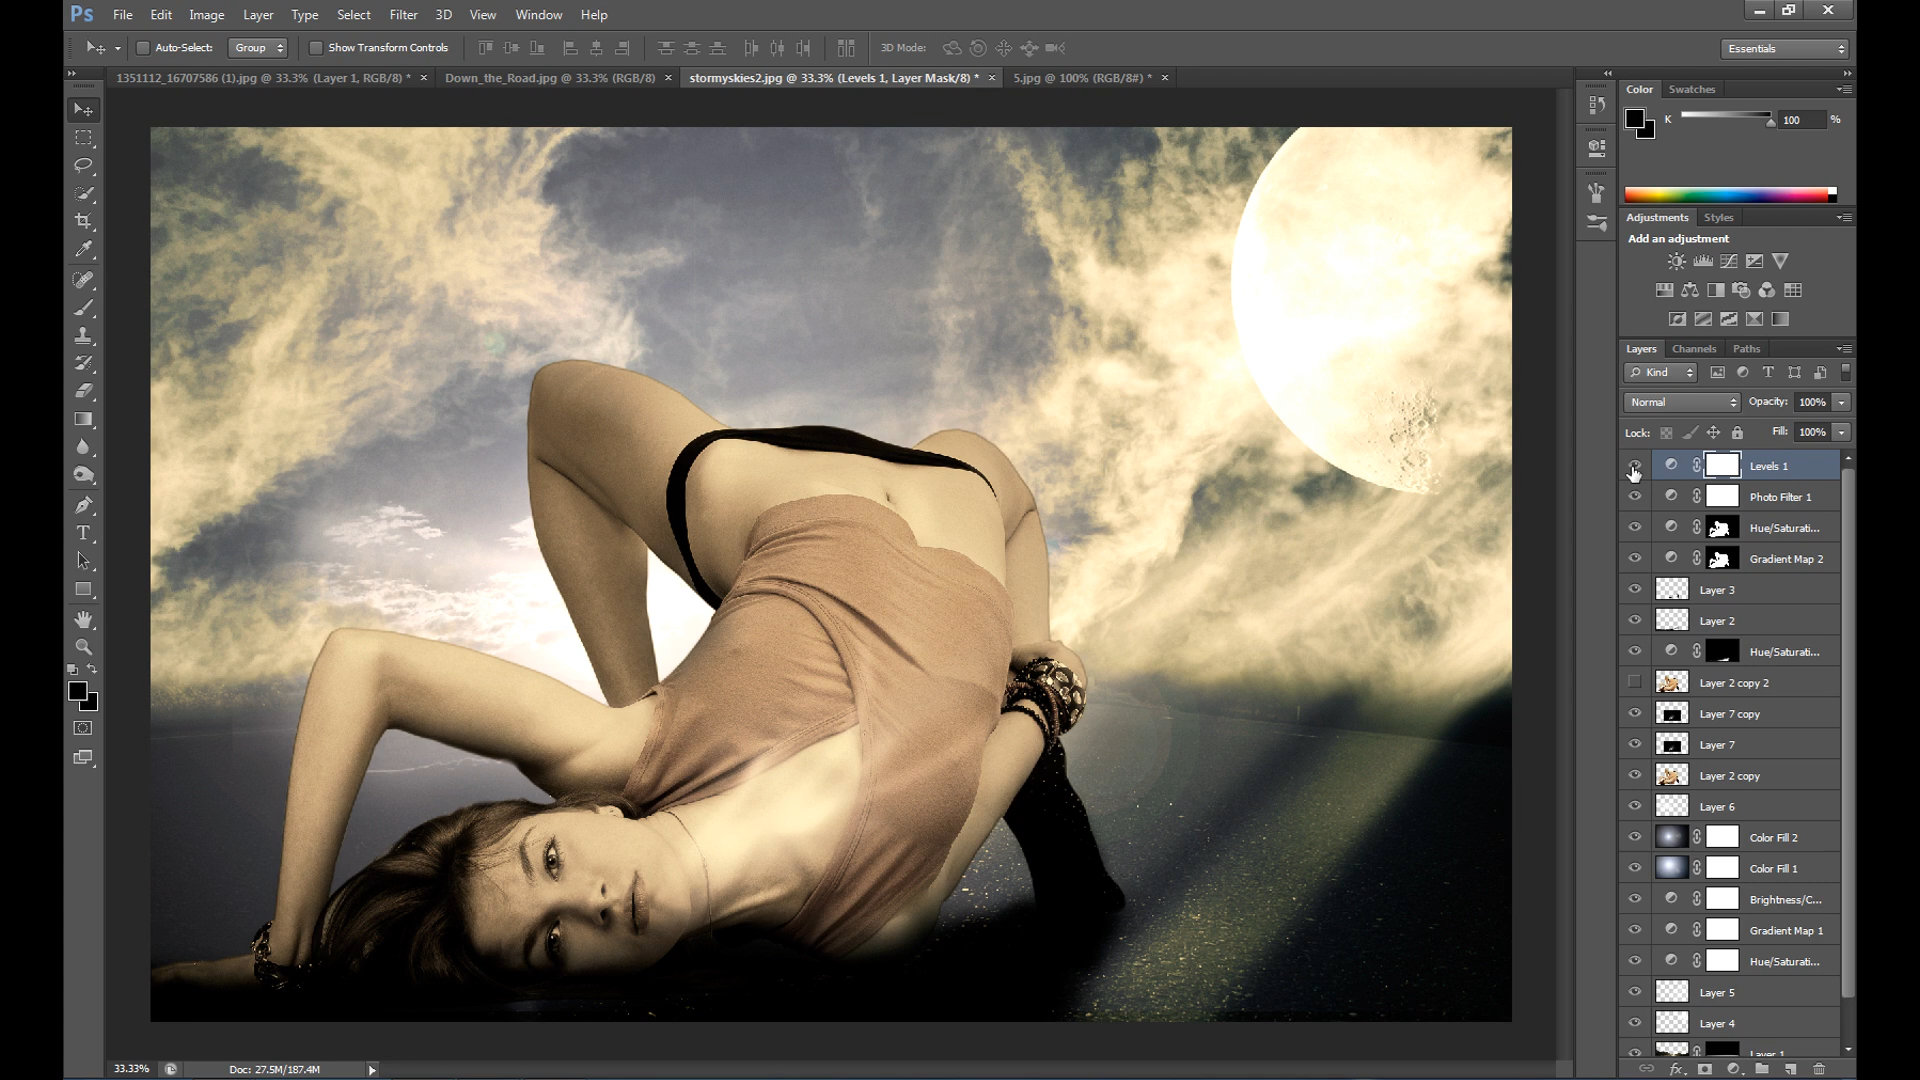 Ps File Edit Image Layer Type Select Filter 3D View Window Help
Auto-Select: Group Show Transform Controls 3D Mode: Essentials
1351112_16707586 (1).jpg @ 33.3% (Layer 1, RGB/8) * × Down_the_Road.jpg @ 33.3% (RGB/8) × stormyskies2.jpg @ 33.3% (Levels 1, Layer Mask/8) * × 5.jpg @ 100% (RGB/8#) * ×
Color Swatches
K 100 %
Adjustments Styles
Add an adjustment
Layers Channels Paths
Kind
Normal Opacity: 100%
Lock: Fill: 100%
Levels 1
Photo Filter 1
Hue/Saturati...
Gradient Map 2
Layer 3
Layer 2
Hue/Saturati...
Layer 2 copy 2
Layer 7 copy
Layer 7
Layer 2 copy
Layer 6
Color Fill 2
Color Fill 1
Brightness/C...
Gradient Map 1
Hue/Saturati...
Layer 5
Layer 4
Layer 1
33.33% Doc: 27.5M/187.4M